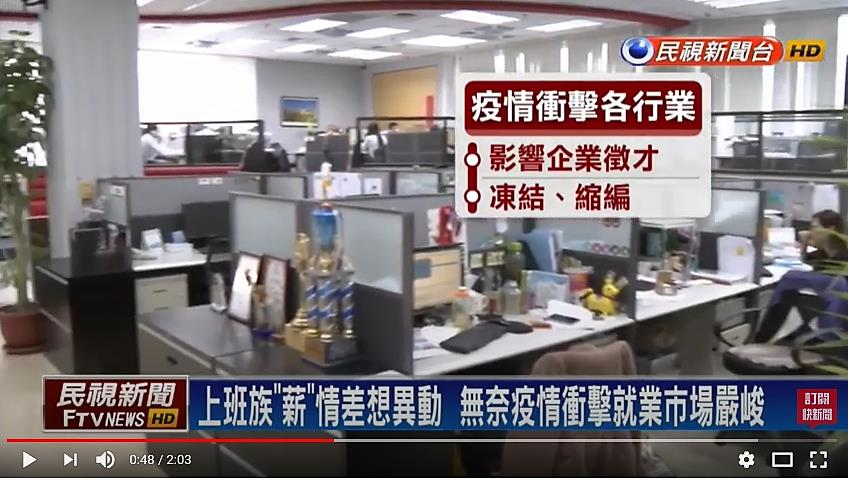 民視新聞台 HD
疫情衝擊各行業
影響企業徵才
凍結、縮編
民視新聞
FTVNEWS HD
上班族"薪"情差想異動 無奈疫情衝擊就業市場嚴峻
訂閱
快新聞
0:48 / 2:03